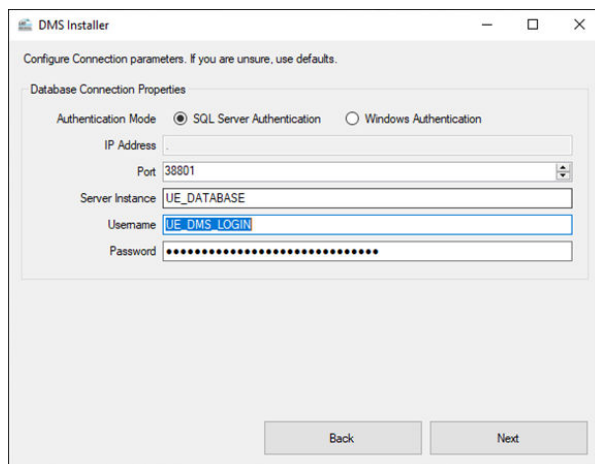 DMS Installer
Configure Connection parameters. If you are unsure, use defaults.
Database Connection Properties
Authentication Mode SQL Server Authentication Windows Authentication
IP Address .
Port 38801
Server Instance UE_DATABASE
Username UE_DMS_LOGIN
Password ●●●●●●●●●●●●●●●●●●●●●●●●●●●●●●
Back Next